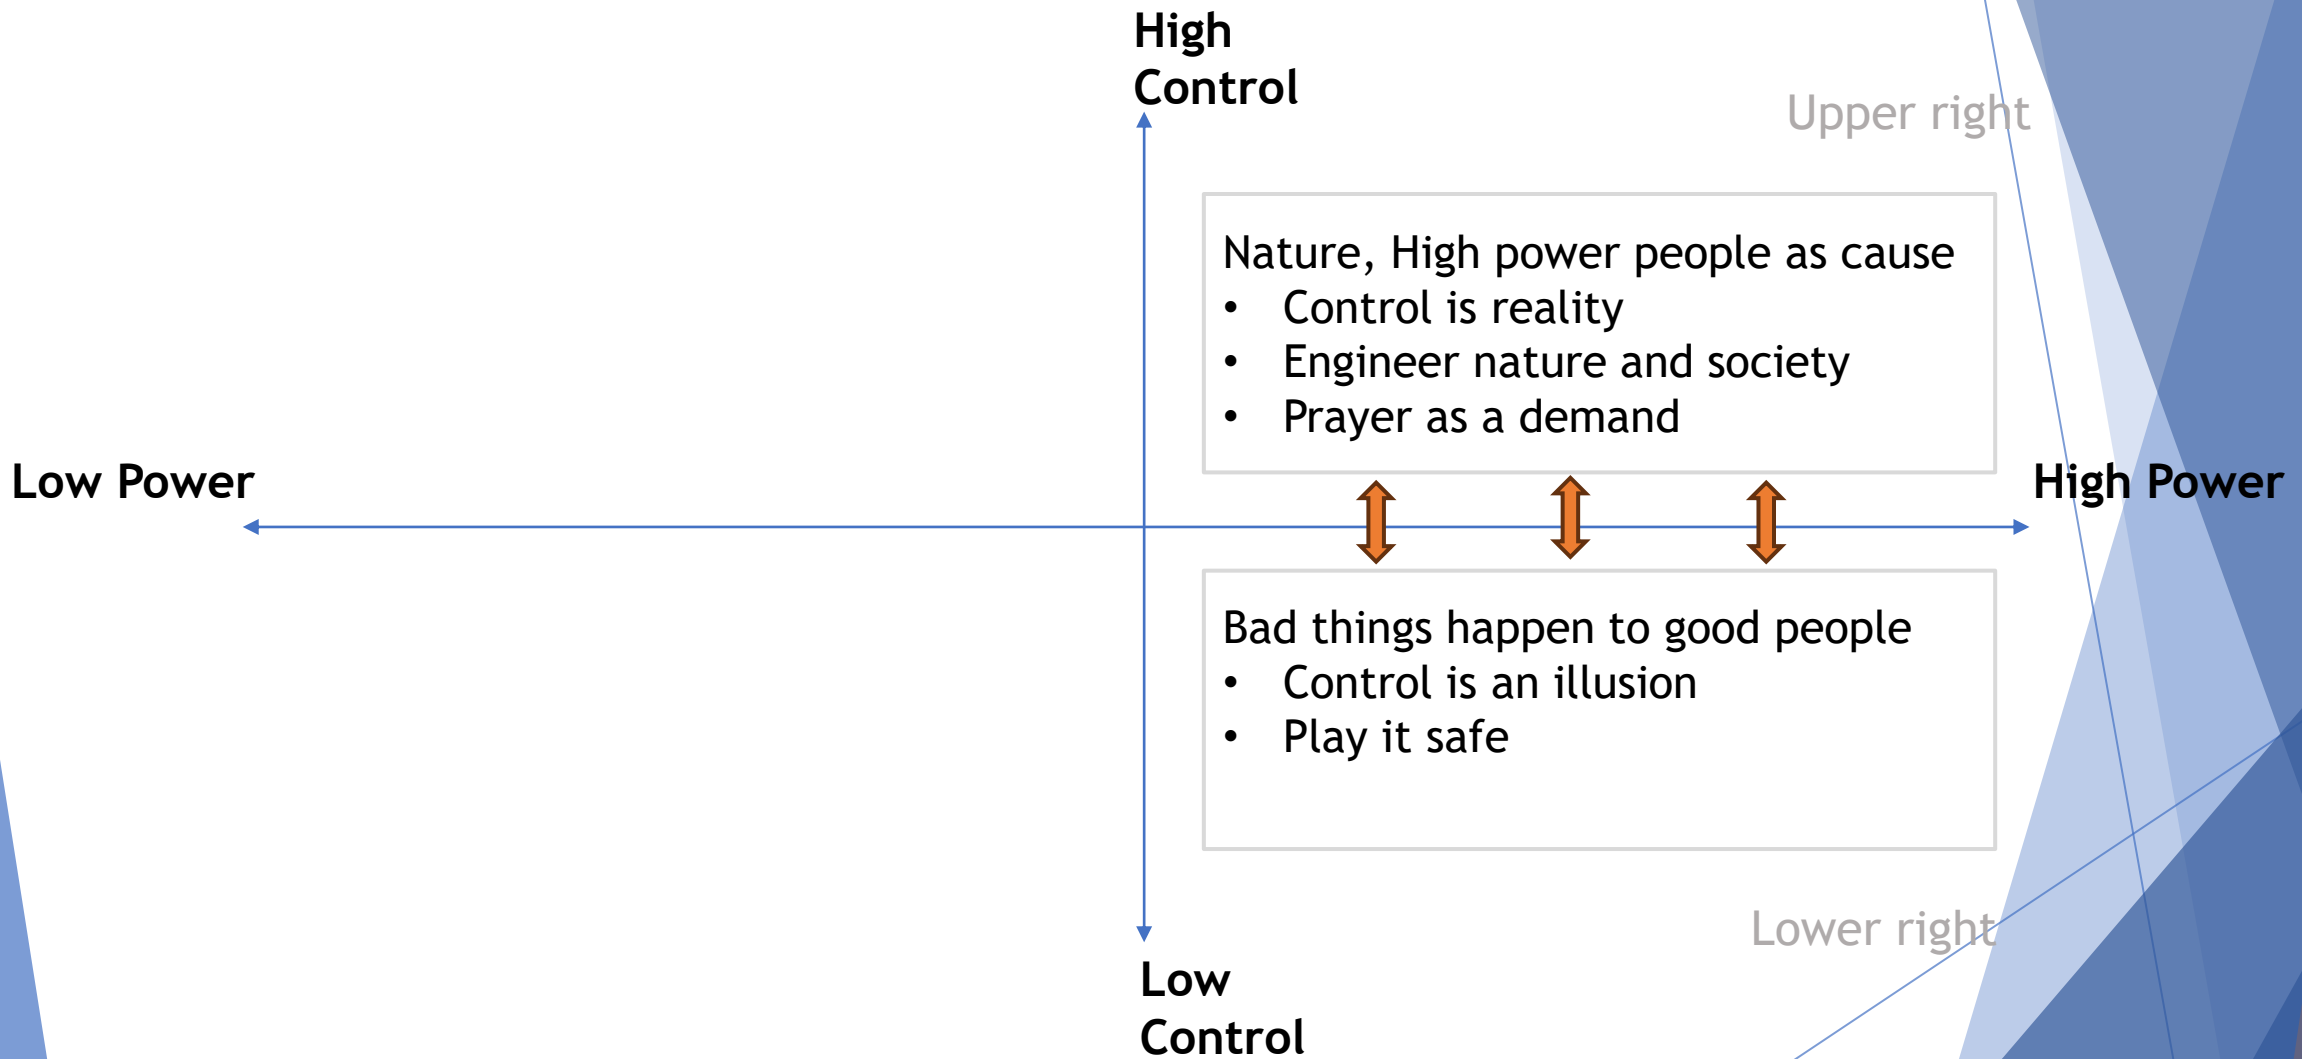 High
Control
Upper right
Nature, High power people as cause
• Control is reality
• Engineer nature and society
• Prayer as a demand
Low Power
High Power
Bad things happen to good people
• Control is an illusion
• Play it safe
Lower right
Low
Control